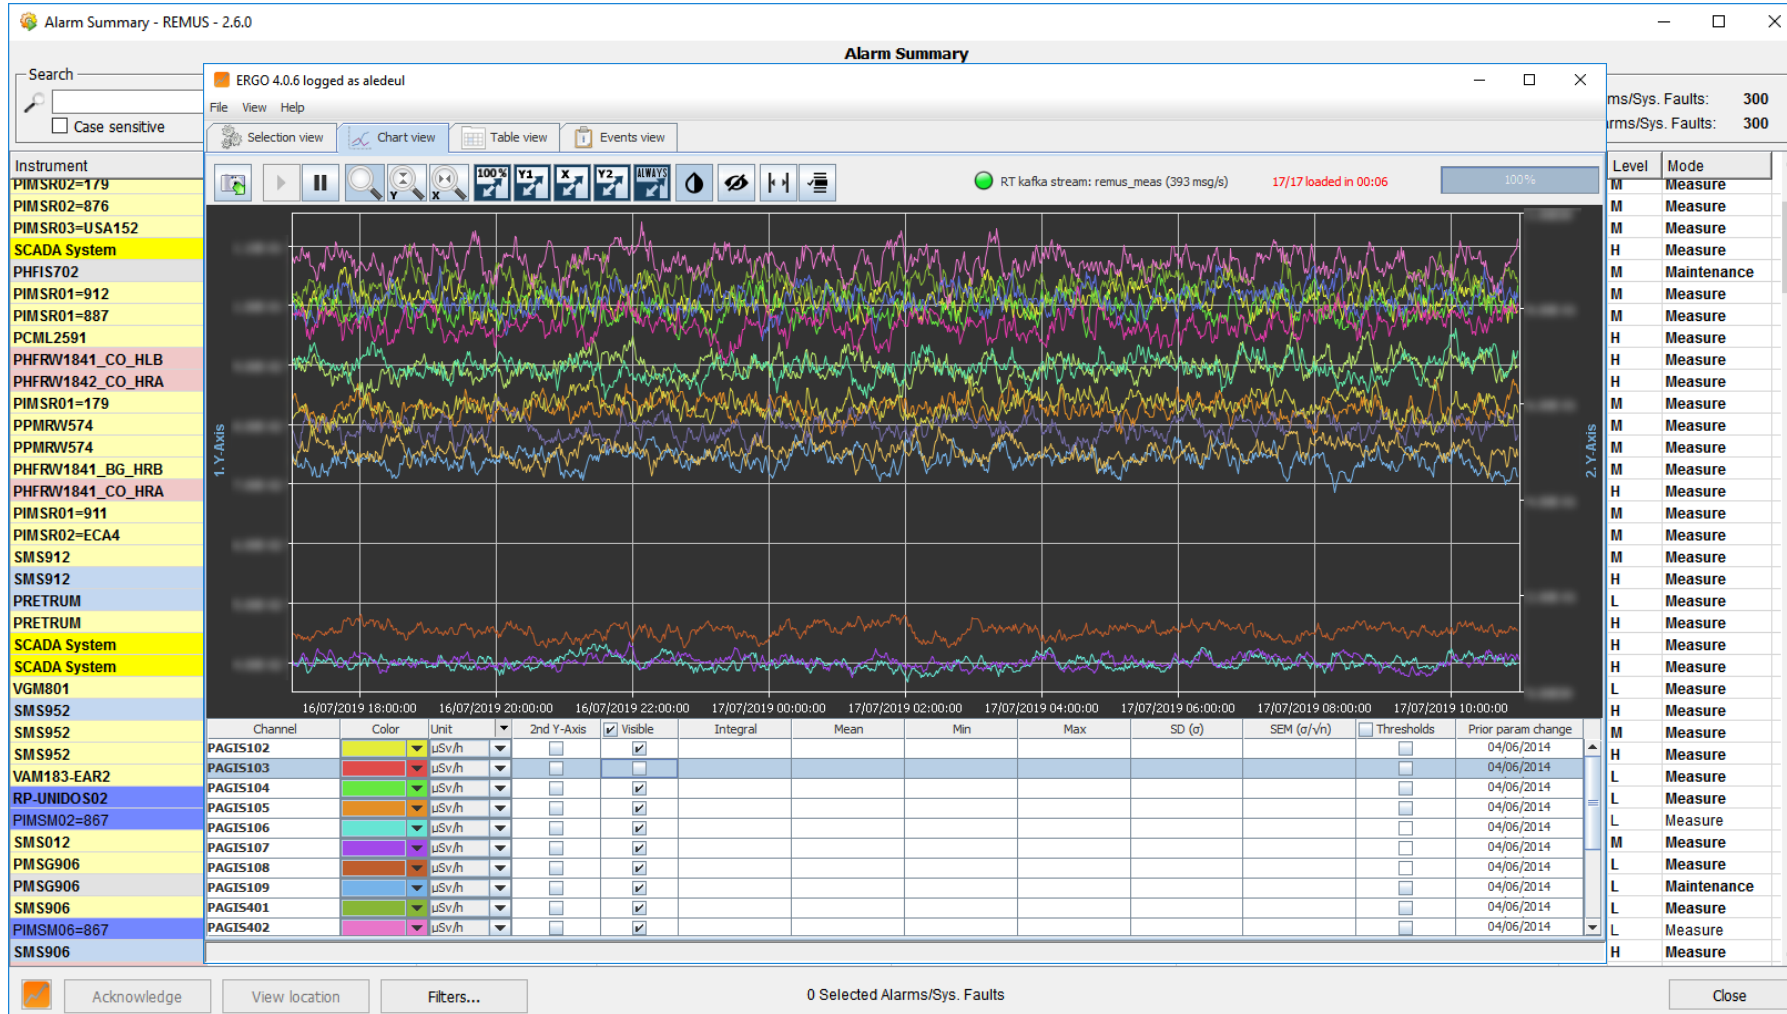 Alarm Summary - REMUS - 2.6.0
Alarm Summary
Search
Case sensitive
ms/Sys. Faults: 300
rms/Sys. Faults: 300
ERGO 4.0.6 logged as aledeul
File View Help
Selection view Chart view Table view Events view
Y X 100% Y1 X Y2 ALWAYS
RT kafka stream: remus_meas (393 msg/s) 17/17 loaded in 00:06 100%
1. Y-Axis
2. Y-Axis
16/07/2019 18:00:00 16/07/2019 20:00:00 16/07/2019 22:00:00 17/07/2019 00:00:00 17/07/2019 02:00:00 17/07/2019 04:00:00 17/07/2019 06:00:00 17/07/2019 08:00:00 17/07/2019 10:00:00
Channel Color Unit 2nd Y-Axis Visible Integral Mean Min Max SD (σ) SEM (σ/√n) Thresholds Prior param change
PAGIS102 µSv/h 04/06/2014
PAGIS103 µSv/h 04/06/2014
PAGIS104 µSv/h 04/06/2014
PAGIS105 µSv/h 04/06/2014
PAGIS106 µSv/h 04/06/2014
PAGIS107 µSv/h 04/06/2014
PAGIS108 µSv/h 04/06/2014
PAGIS109 µSv/h 04/06/2014
PAGIS401 µSv/h 04/06/2014
PAGIS402 µSv/h 04/06/2014
Instrument Level Mode
PIMSR02=179 M Measure
PIMSR02=876 M Measure
PIMSR03=USA152 M Measure
SCADA System H Measure
PHFIS702 M Maintenance
PIMSR01=912 M Measure
PIMSR01=887 M Measure
PCML2591 H Measure
PHFRW1841_CO_HLB H Measure
PHFRW1842_CO_HRA H Measure
PIMSR01=179 M Measure
PPMRW574 M Measure
PPMRW574 M Measure
PHFRW1841_BG_HRB M Measure
PHFRW1841_CO_HRA H Measure
PIMSR01=911 M Measure
PIMSR02=ECA4 M Measure
SMS912 M Measure
SMS912 H Measure
PRETRUM L Measure
PRETRUM H Measure
SCADA System H Measure
SCADA System H Measure
VGM801 L Measure
SMS952 H Measure
SMS952 M Measure
SMS952 H Measure
VAM183-EAR2 L Measure
RP-UNIDOS02 L Measure
PIMSM02=867 L Measure
SMS012 M Measure
PMSG906 L Measure
PMSG906 L Maintenance
SMS906 L Measure
PIMSM06=867 L Measure
SMS906 H Measure
Acknowledge View location Filters... 0 Selected Alarms/Sys. Faults Close